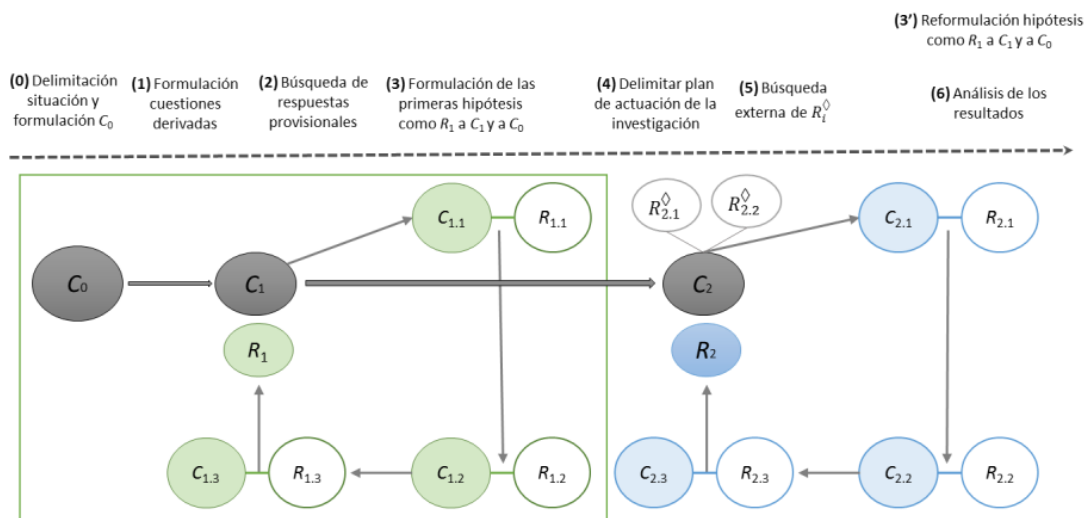 (3') Reformulación hipótesis
como R₁ a C₁ y a C₀
(0) Delimitación
situación y
formulación C₀
(1) Formulación
cuestiones
derivadas
(2) Búsqueda de
respuestas
provisionales
(3) Formulación de las
primeras hipótesis
como R₁ a C₁ y a C₀
(4) Delimitar plan
de actuación de la
investigación
(5) Búsqueda
externa de Rᵢ^◊
(6) Análisis de los
resultados
C₁.₁
R₁.₁
R₂.₁^◊
R₂.₂^◊
C₂.₁
R₂.₁
C₀
C₁
C₂
R₁
R₂
C₁.₃
R₁.₃
C₁.₂
R₁.₂
C₂.₃
R₂.₃
C₂.₂
R₂.₂